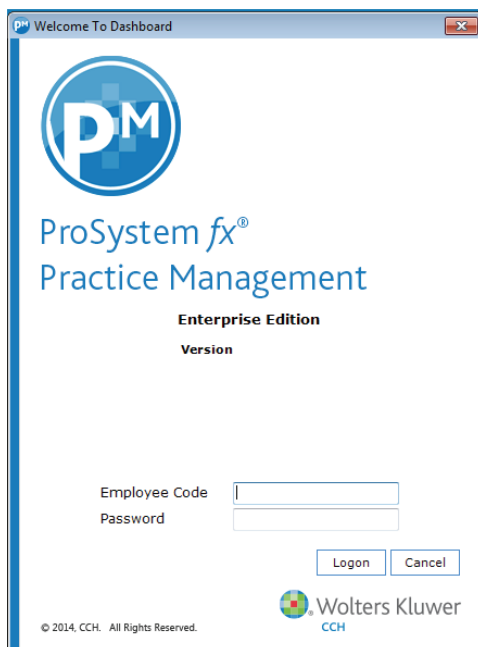 PM Welcome To Dashboard
PM
ProSystem fx®
Practice Management
Enterprise Edition
Version
Employee Code
Password
Logon Cancel
Wolters Kluwer
CCH
© 2014, CCH. All Rights Reserved.